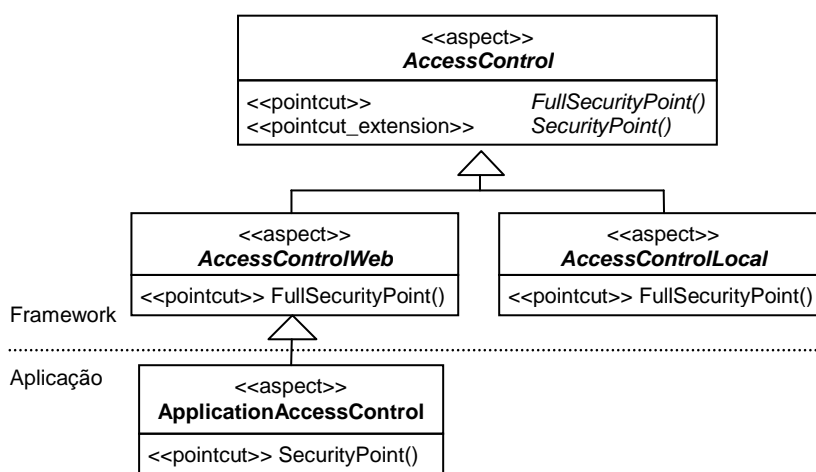 <<aspect>>
AccessControl
<<pointcut>> FullSecurityPoint()
<<pointcut_extension>> SecurityPoint()
<<aspect>>
AccessControlWeb
<<pointcut>> FullSecurityPoint()
<<aspect>>
AccessControlLocal
<<pointcut>> FullSecurityPoint()
Framework
Aplicação
<<aspect>>
ApplicationAccessControl
<<pointcut>> SecurityPoint()